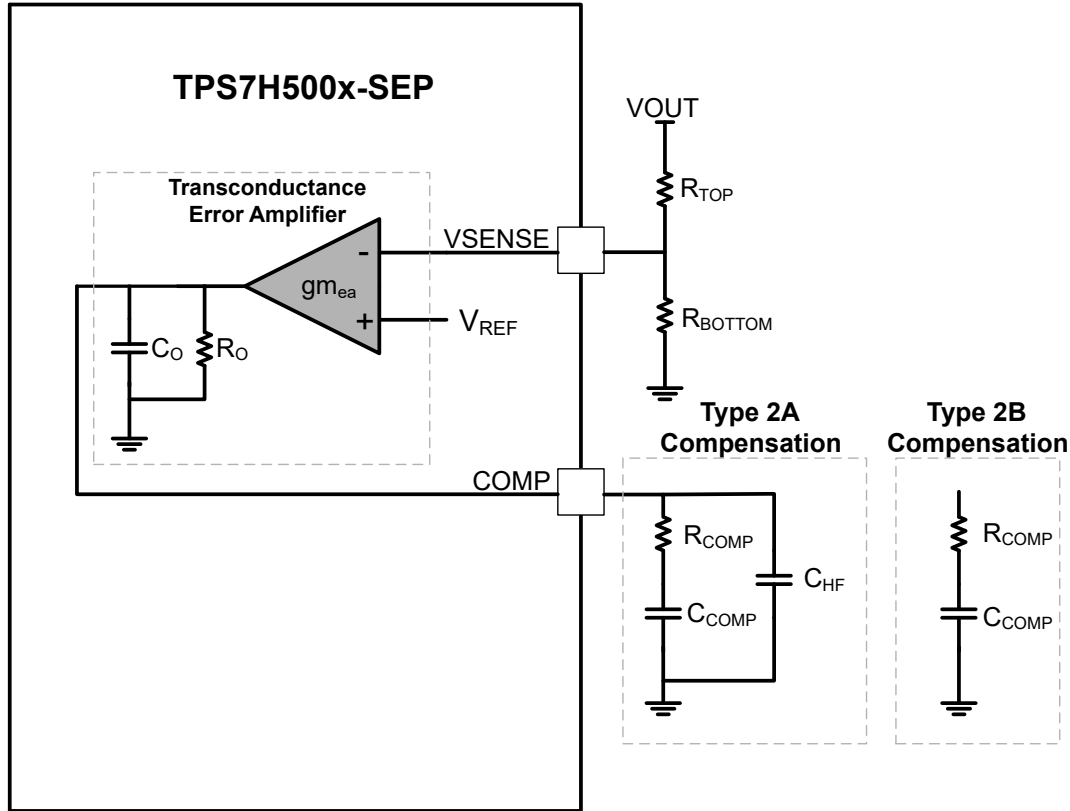 TPS7H500x-SEP
VOUT
RTOP
Transconductance
Error Amplifier
VSENSE
-
gmea
+
VREF
CO
RO
RBOTTOM
Type 2A
Compensation
Type 2B
Compensation
COMP
RCOMP
CHF
CCOMP
RCOMP
CCOMP